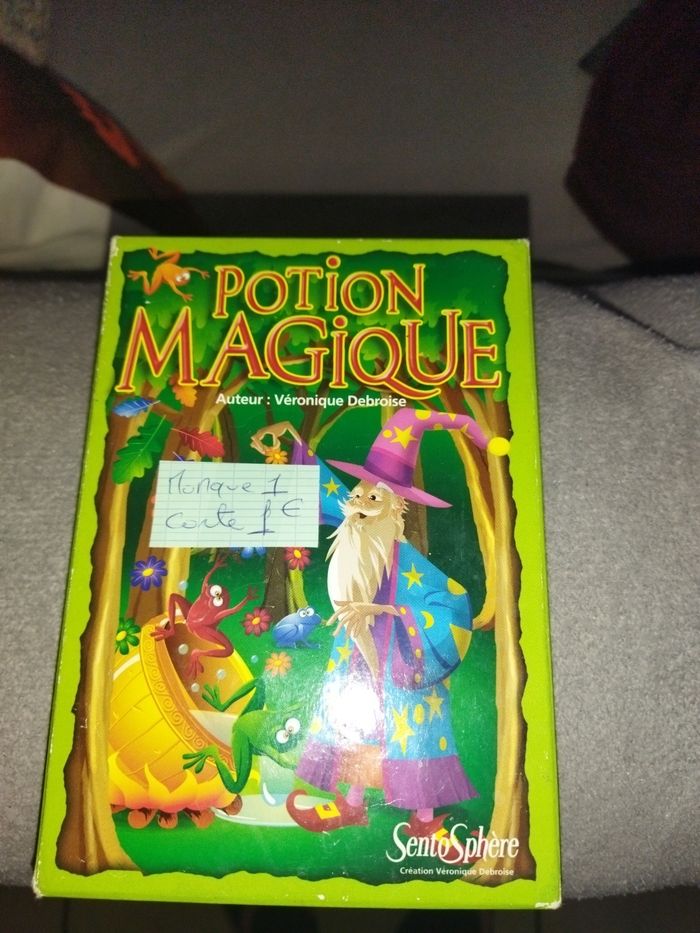 POTiON
MAGiQUE
Auteur : Véronique Debroise
Manque 1
carte 1€
SentoSphère
Création Véronique Debroise